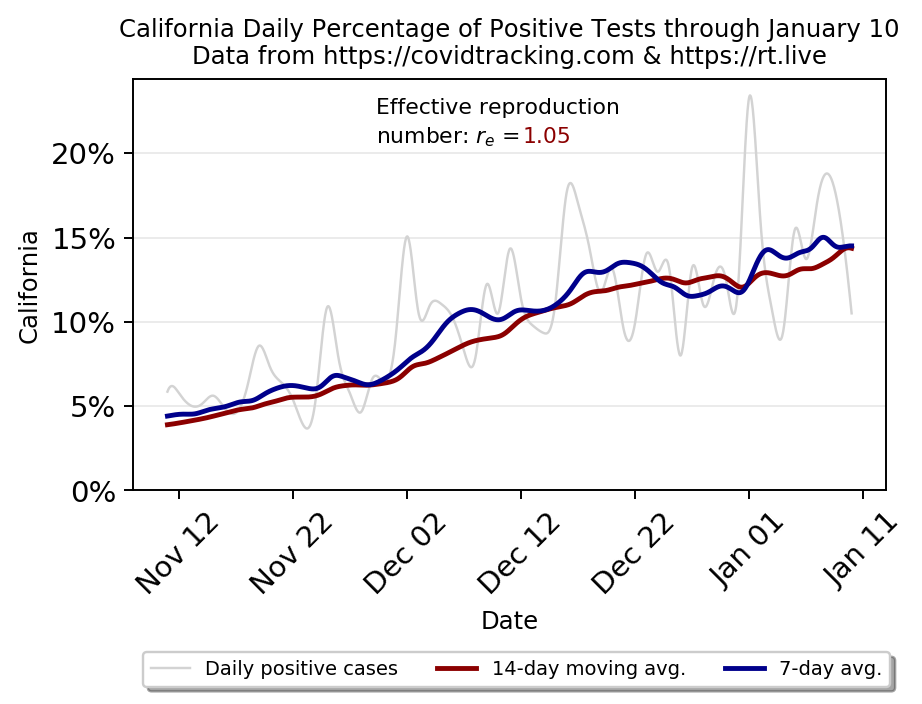 California Daily Percentage of Positive Tests through January 10
Data from https://covidtracking.com & https://rt.live
Effective reproduction
number: rₑ =1.05
20%
15%
10%
5%
0%
California
Nov 12
Nov 22
Dec 02
Dec 12
Dec 22
Jan 01
Jan 11
Date
Daily positive cases
14-day moving avg.
7-day avg.